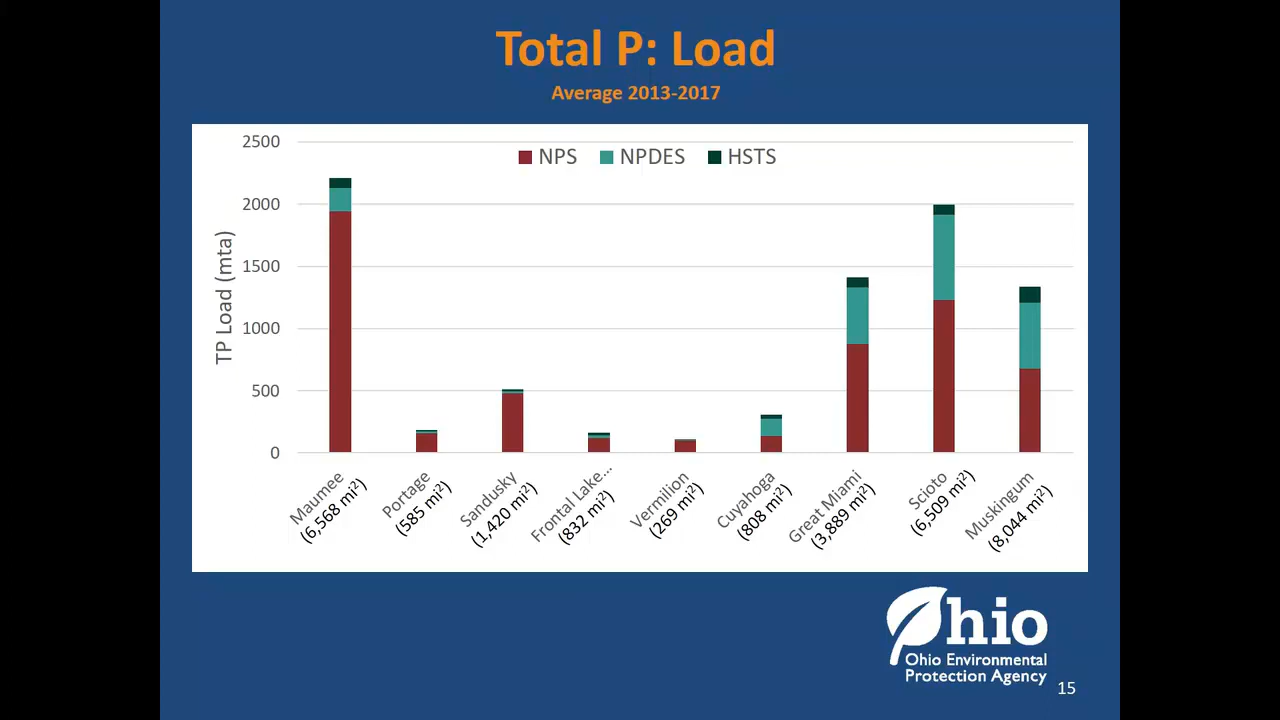 Total P: Load
Average 2013-2017
NPS NPDES HSTS
TP Load (mta)
2500
2000
1500
1000
500
0
Maumee
(6,568 mi²)
Portage
(585 mi²)
Sandusky
(1,420 mi²)
Frontal Lake...
(832 mi²)
Vermilion
(269 mi²)
Cuyahoga
(808 mi²)
Great Miami
(3,889 mi²)
Scioto
(6,509 mi²)
Muskingum
(8,044 mi²)
Ohio
Ohio Environmental
Protection Agency
15